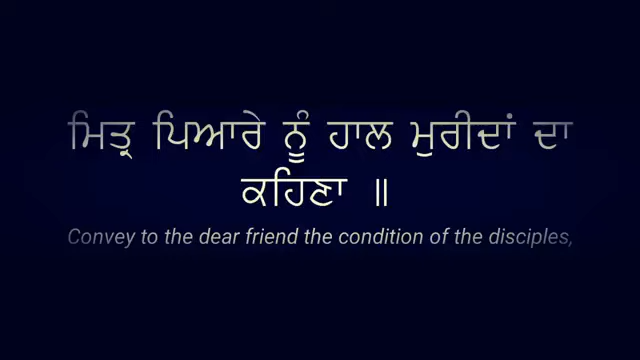 ਮਿਤ੍ਰ ਪਿਆਰੇ ਨੂੰ ਹਾਲ ਮੁਰੀਦਾਂ ਦਾ
ਕਹਿਣਾ ॥
Convey to the dear friend the condition of the disciples,